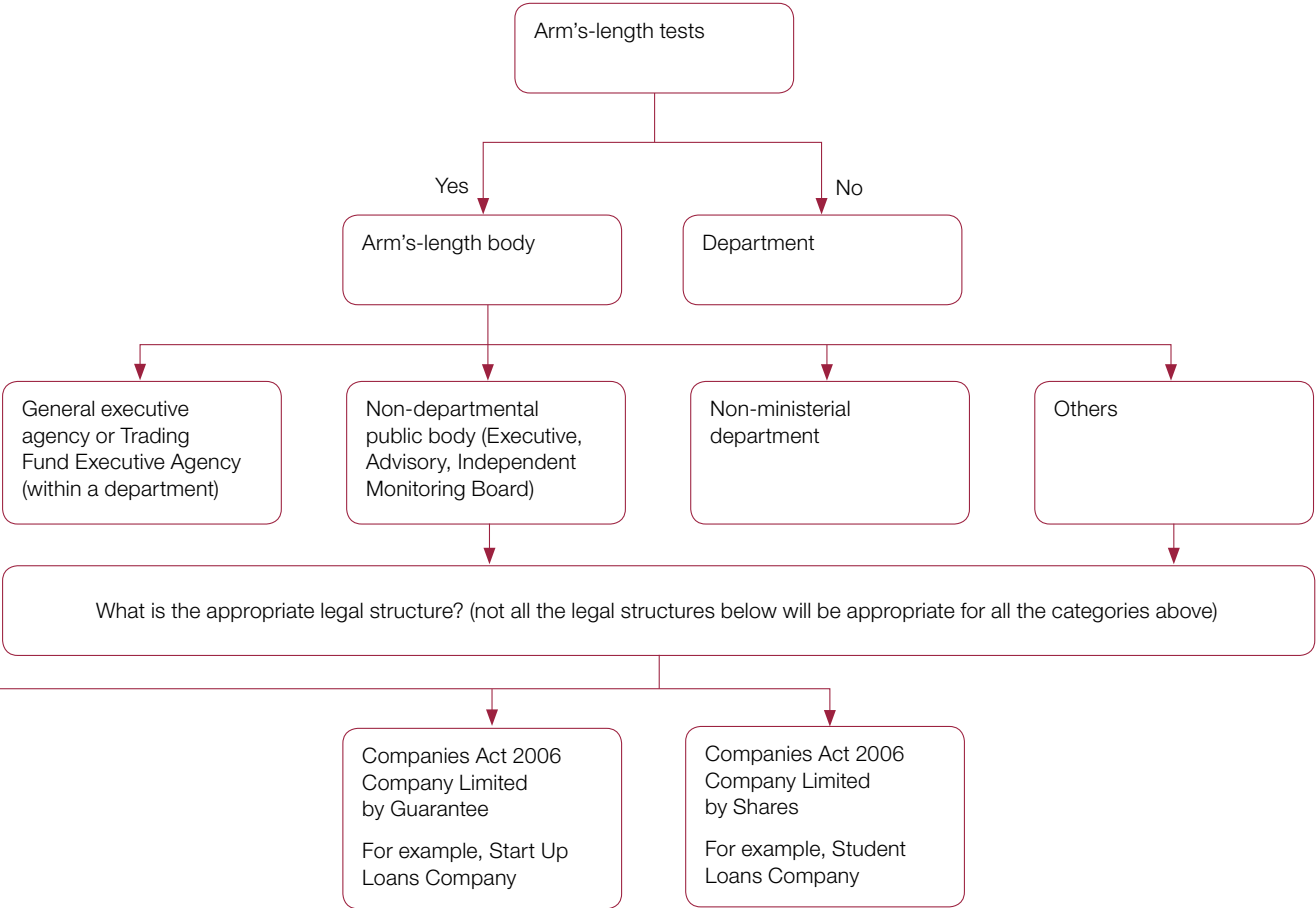 Arm’s-length tests
Yes
No
Arm’s-length body
Department
General executive
agency or Trading
Fund Executive Agency
(within a department)
Non-departmental
public body (Executive,
Advisory, Independent
Monitoring Board)
Non-ministerial
department
Others
What is the appropriate legal structure? (not all the legal structures below will be appropriate for all the categories above)
Companies Act 2006
Company Limited
by Guarantee
For example, Start Up
Loans Company
Companies Act 2006
Company Limited
by Shares
For example, Student
Loans Company